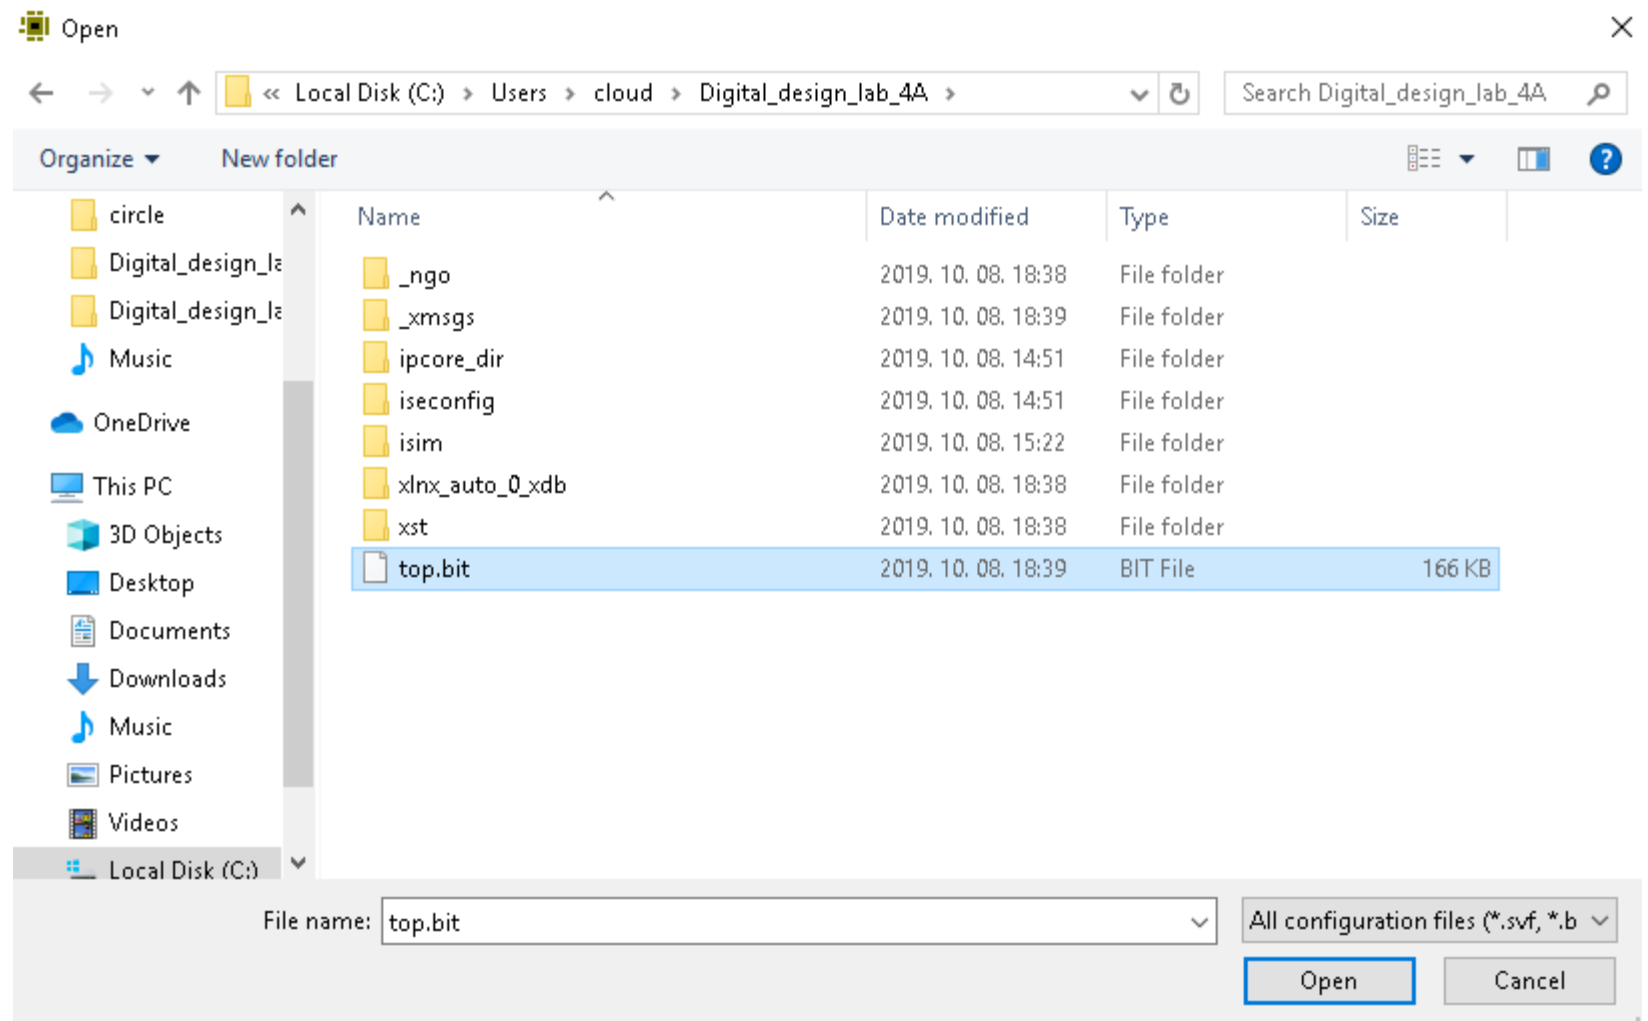 Open
« Local Disk (C:) > Users > cloud > Digital_design_lab_4A >
Search Digital_design_lab_4A
Organize
New folder
circle
Digital_design_la
Digital_design_la
Music
OneDrive
This PC
3D Objects
Desktop
Documents
Downloads
Music
Pictures
Videos
Local Disk (C:)
Name Date modified Type Size
_ngo 2019. 10. 08. 18:38 File folder
_xmsgs 2019. 10. 08. 18:39 File folder
ipcore_dir 2019. 10. 08. 14:51 File folder
iseconfig 2019. 10. 08. 14:51 File folder
isim 2019. 10. 08. 15:22 File folder
xlnx_auto_0_xdb 2019. 10. 08. 18:38 File folder
xst 2019. 10. 08. 18:38 File folder
top.bit 2019. 10. 08. 18:39 BIT File 166 KB
File name: top.bit
All configuration files (*.svf, *.b
Open
Cancel